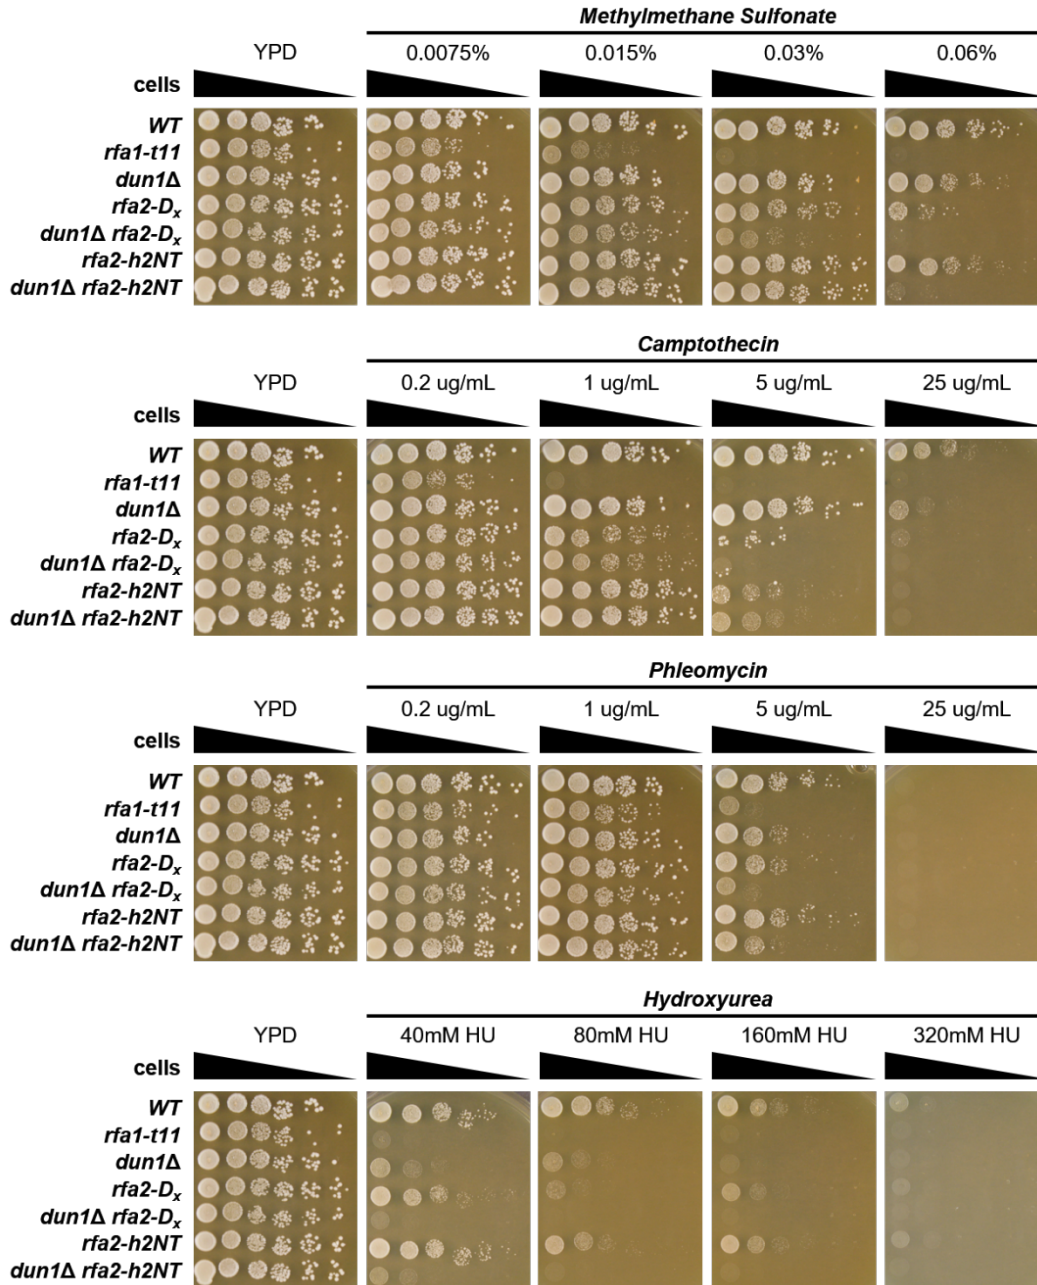 Methylmethane Sulfonate
YPD 0.0075% 0.015% 0.03% 0.06%
cells
WT
rfa1-t11
dun1Δ
rfa2-Dx
dun1Δ rfa2-Dx
rfa2-h2NT
dun1Δ rfa2-h2NT
Camptothecin
YPD 0.2 ug/mL 1 ug/mL 5 ug/mL 25 ug/mL
cells
WT
rfa1-t11
dun1Δ
rfa2-Dx
dun1Δ rfa2-Dx
rfa2-h2NT
dun1Δ rfa2-h2NT
Phleomycin
YPD 0.2 ug/mL 1 ug/mL 5 ug/mL 25 ug/mL
cells
WT
rfa1-t11
dun1Δ
rfa2-Dx
dun1Δ rfa2-Dx
rfa2-h2NT
dun1Δ rfa2-h2NT
Hydroxyurea
YPD 40mM HU 80mM HU 160mM HU 320mM HU
cells
WT
rfa1-t11
dun1Δ
rfa2-Dx
dun1Δ rfa2-Dx
rfa2-h2NT
dun1Δ rfa2-h2NT